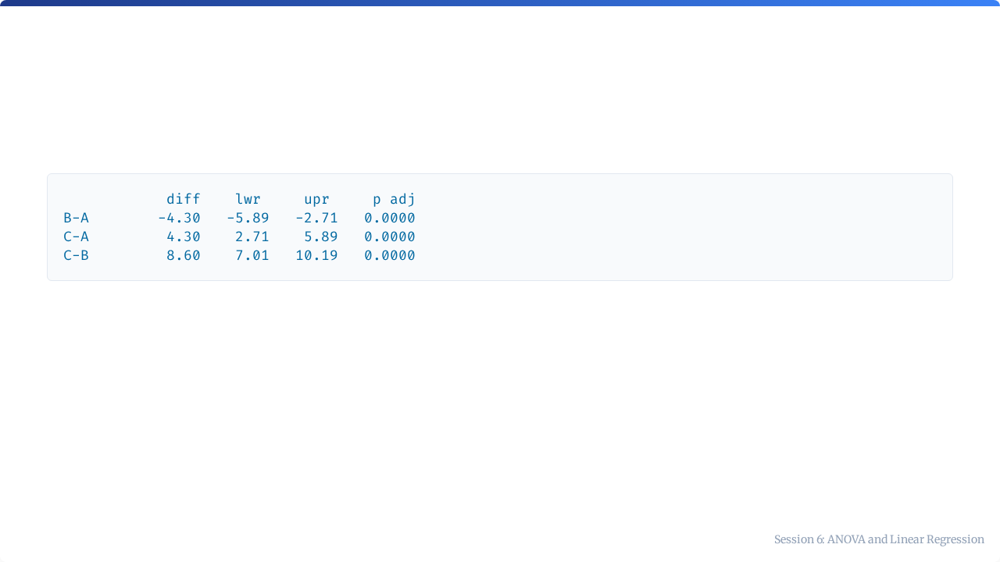 diff    lwr     upr     p adj
B-A        -4.30   -5.89   -2.71   0.0000
C-A         4.30    2.71    5.89   0.0000
C-B         8.60    7.01   10.19   0.0000
Session 6: ANOVA and Linear Regression